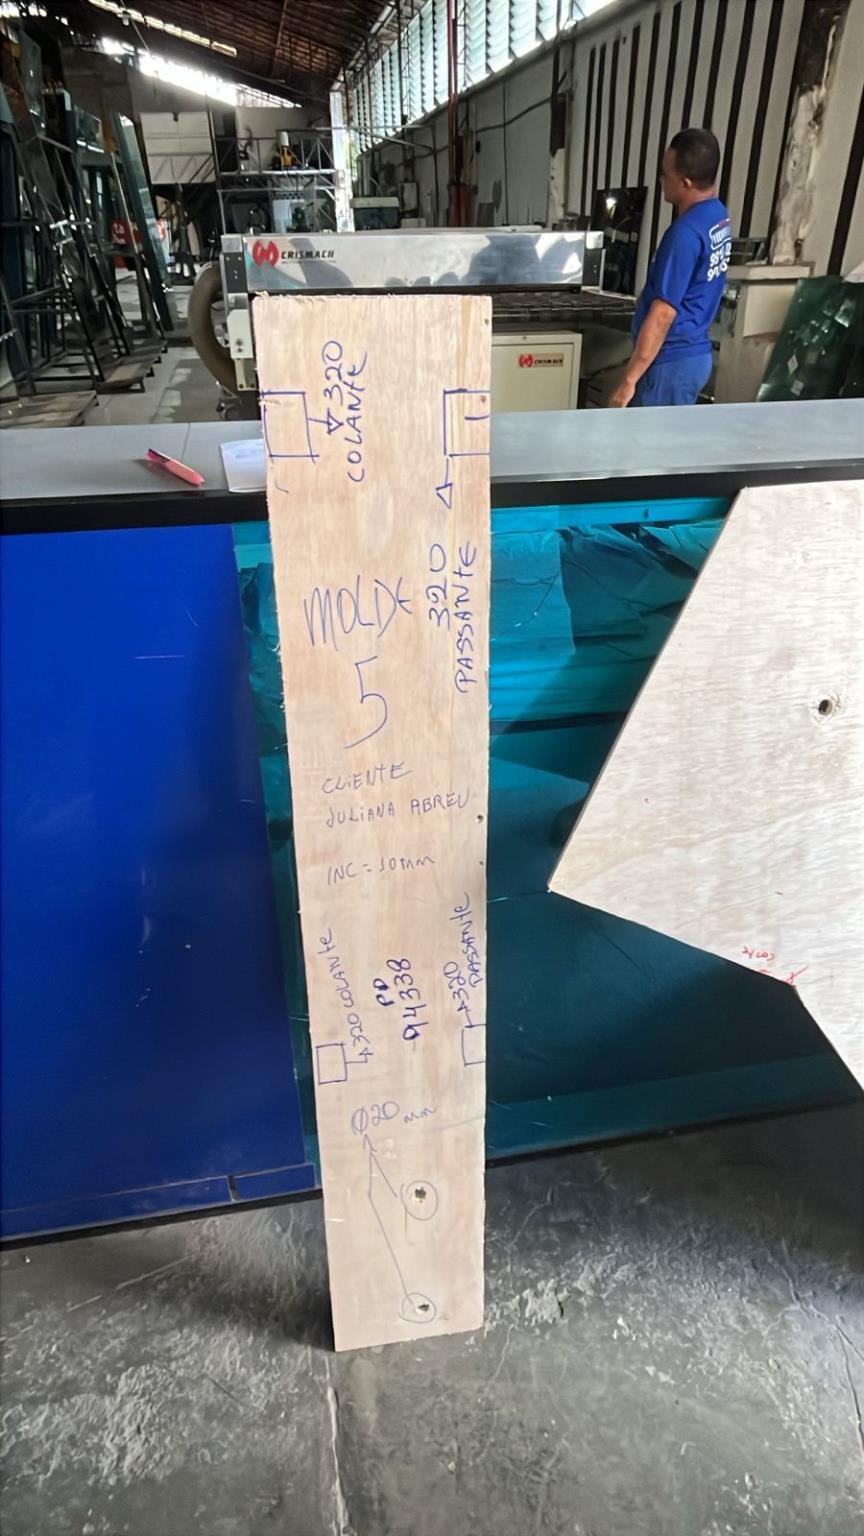 CRISMACH
CRISMACH
▽ 320
COLANTE
320
PASSANTE
MOLDE
5
CLIENTE
JULIANA ABREU
INC = 10mm
320 COLANTE
PD
94338
320
PASSANTE
Ø20 mm